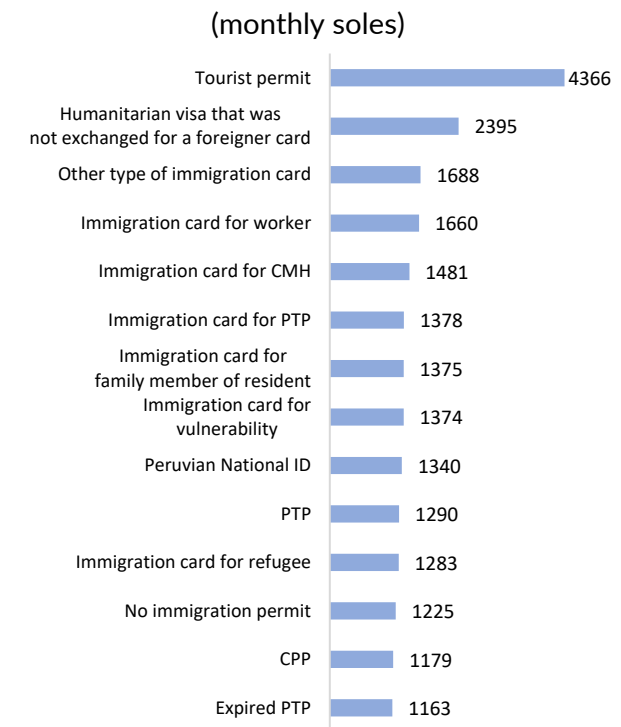 (monthly soles)
Tourist permit 4366
Humanitarian visa that was
not exchanged for a foreigner card 2395
Other type of immigration card 1688
Immigration card for worker 1660
Immigration card for CMH 1481
Immigration card for PTP 1378
Immigration card for
family member of resident 1375
Immigration card for
vulnerability 1374
Peruvian National ID 1340
PTP 1290
Immigration card for refugee 1283
No immigration permit 1225
CPP 1179
Expired PTP 1163